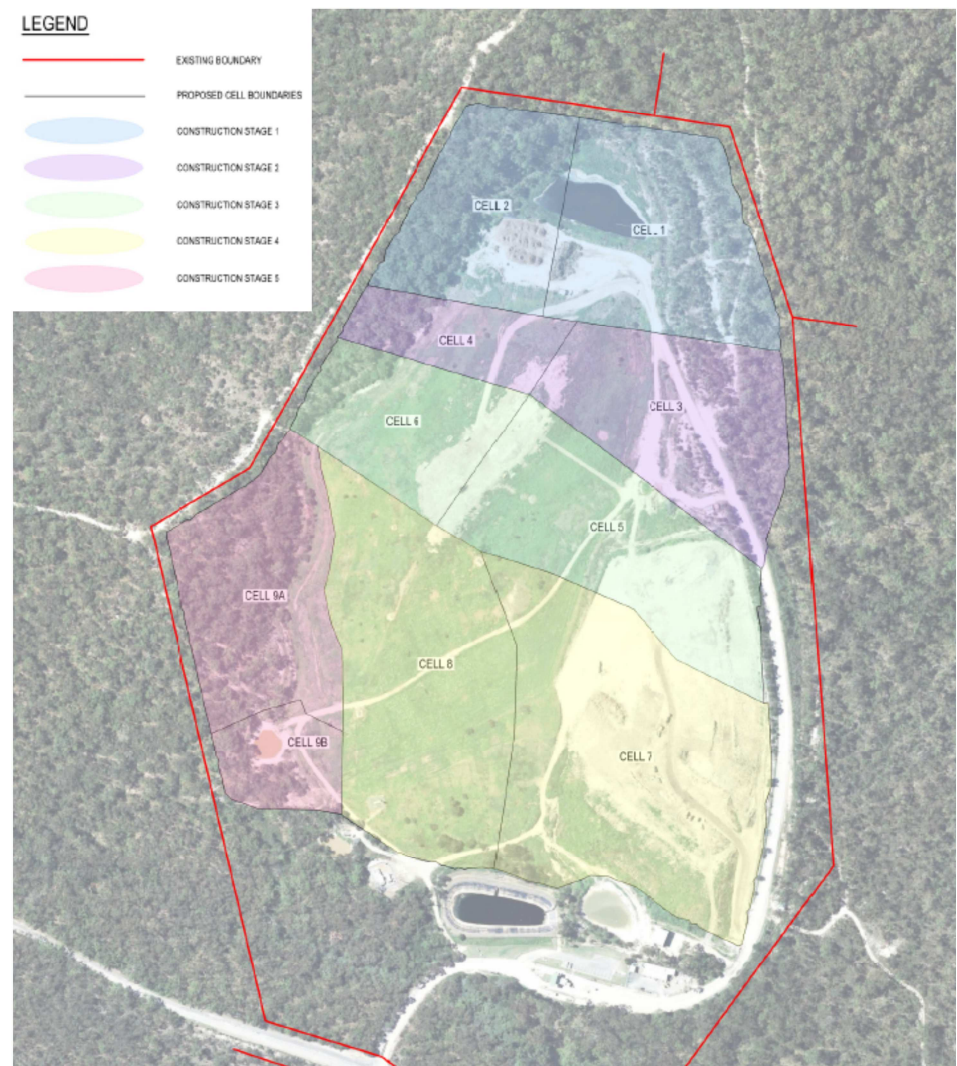 LEGEND
EXISTING BOUNDARY
PROPOSED CELL BOUNDARIES
CONSTRUCTION STAGE 1
CONSTRUCTION STAGE 2
CONSTRUCTION STAGE 3
CONSTRUCTION STAGE 4
CONSTRUCTION STAGE 5
CELL 2
CELL 1
CELL 4
CELL 3
CELL 6
CELL 5
CELL 9A
CELL 8
CELL 9B
CELL 7